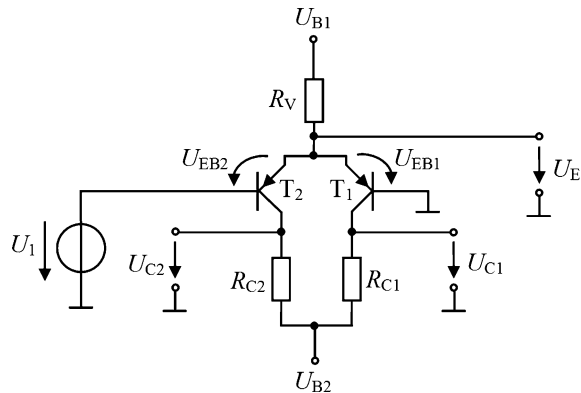 U_B1
R_V
U_EB2
U_EB1
T_2
T_1
U_E
U_1
U_C2
R_C2
R_C1
U_C1
U_B2